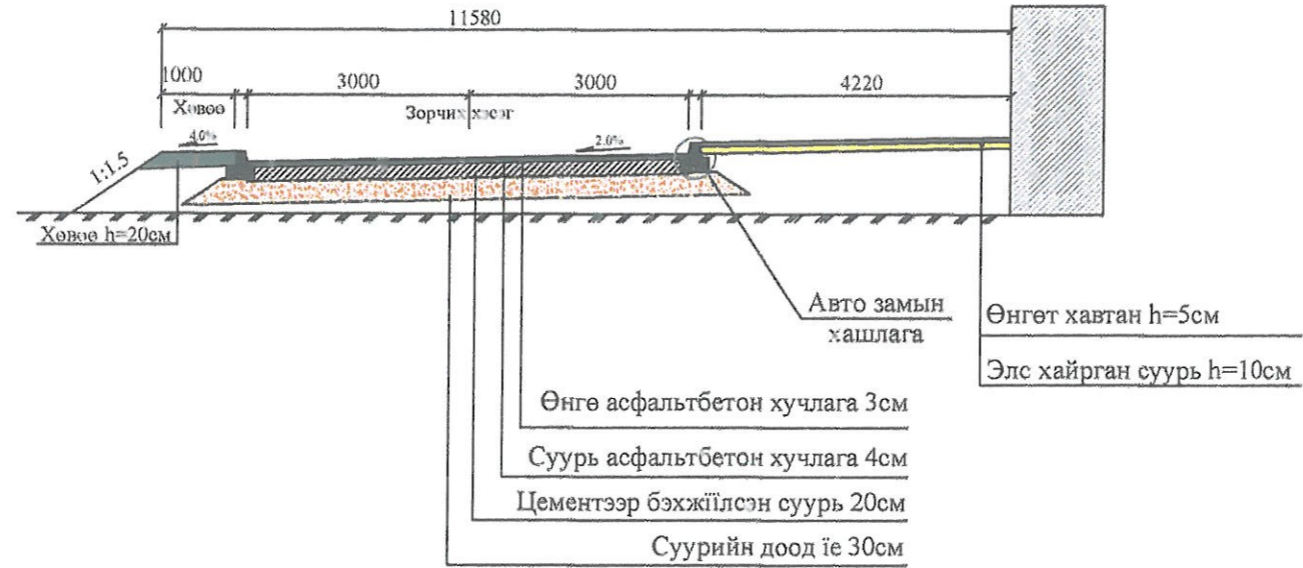 11580
1000
3000
3000
4220
Хөвөө
Зорчих хэсэг
4.0%
2.0%
1:1.5
Хөвөө h=20см
Авто замын
хашлага
Өнгөт хавтан h=5см
Элс хайрган суурь h=10см
Өнгө асфальтбетон хучлага 3см
Суурь асфальтбетон хучлага 4см
Цементээр бэхжїїлсэн суурь 20см
Суурийн доод їе 30см